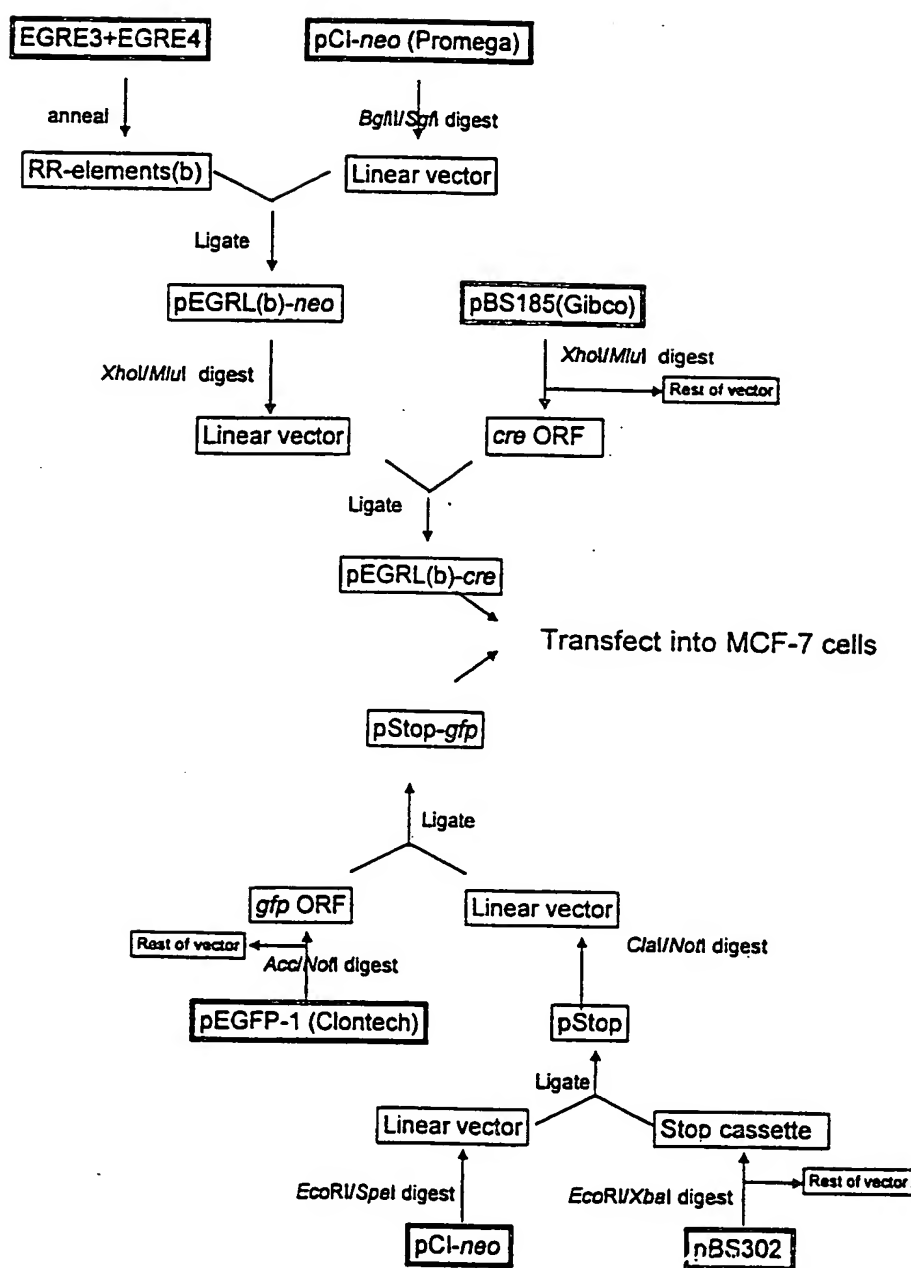 EGRE3+EGRE4
pCI-neo (Promega)
anneal
BglII/SgfI digest
RR-elements(b)
Linear vector
Ligate
pEGRL(b)-neo
pBS185(Gibco)
XhoI/MluI digest
XhoI/MluI digest
Rest of vector
Linear vector
cre ORF
Ligate
pEGRL(b)-cre
Transfect into MCF-7 cells
pStop-gfp
Ligate
gfp ORF
Linear vector
Rest of vector
ClaI/NotI digest
Acc/NotI digest
pEGFP-1 (Clontech)
pStop
Ligate
Linear vector
Stop cassette
EcoRI/SpeI digest
EcoRI/XbaI digest
Rest of vector
pCI-neo
pBS302